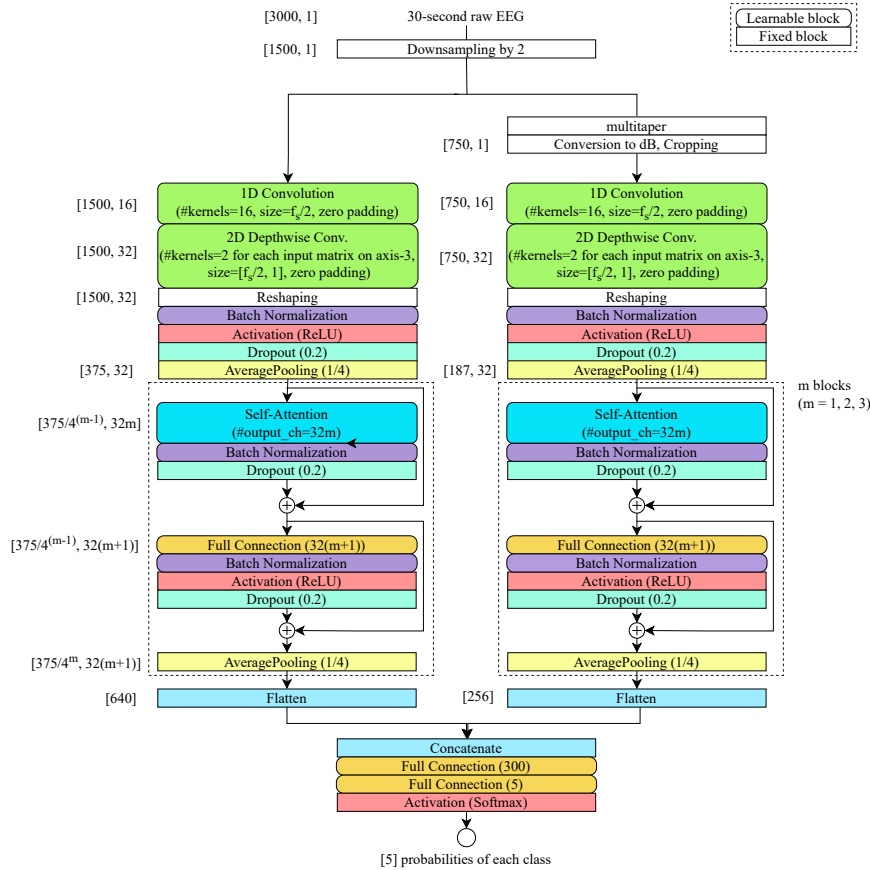 [3000, 1]
30-second raw EEG
Learnable block
Fixed block
[1500, 1]
Downsampling by 2
multitaper
[750, 1]
Conversion to dB, Cropping
[1500, 16]
1D Convolution
(#kernels=16, size=fs/2, zero padding)
[750, 16]
1D Convolution
(#kernels=16, size=fs/2, zero padding)
[1500, 32]
2D Depthwise Conv.
(#kernels=2 for each input matrix on axis-3,
size=[fs/2, 1], zero padding)
[750, 32]
2D Depthwise Conv.
(#kernels=2 for each input matrix on axis-3,
size=[fs/2, 1], zero padding)
[1500, 32]
Reshaping
Batch Normalization
Activation (ReLU)
Dropout (0.2)
[375, 32]
AveragePooling (1/4)
Reshaping
Batch Normalization
Activation (ReLU)
Dropout (0.2)
[187, 32]
AveragePooling (1/4)
m blocks
(m = 1, 2, 3)
[375/4^(m-1), 32m]
Self-Attention
(#output_ch=32m)
Batch Normalization
Dropout (0.2)
+
Self-Attention
(#output_ch=32m)
Batch Normalization
Dropout (0.2)
+
[375/4^(m-1), 32(m+1)]
Full Connection (32(m+1))
Batch Normalization
Activation (ReLU)
Dropout (0.2)
+
Full Connection (32(m+1))
Batch Normalization
Activation (ReLU)
Dropout (0.2)
+
[375/4^m, 32(m+1)]
AveragePooling (1/4)
AveragePooling (1/4)
[640]
Flatten
[256]
Flatten
Concatenate
Full Connection (300)
Full Connection (5)
Activation (Softmax)
[5] probabilities of each class